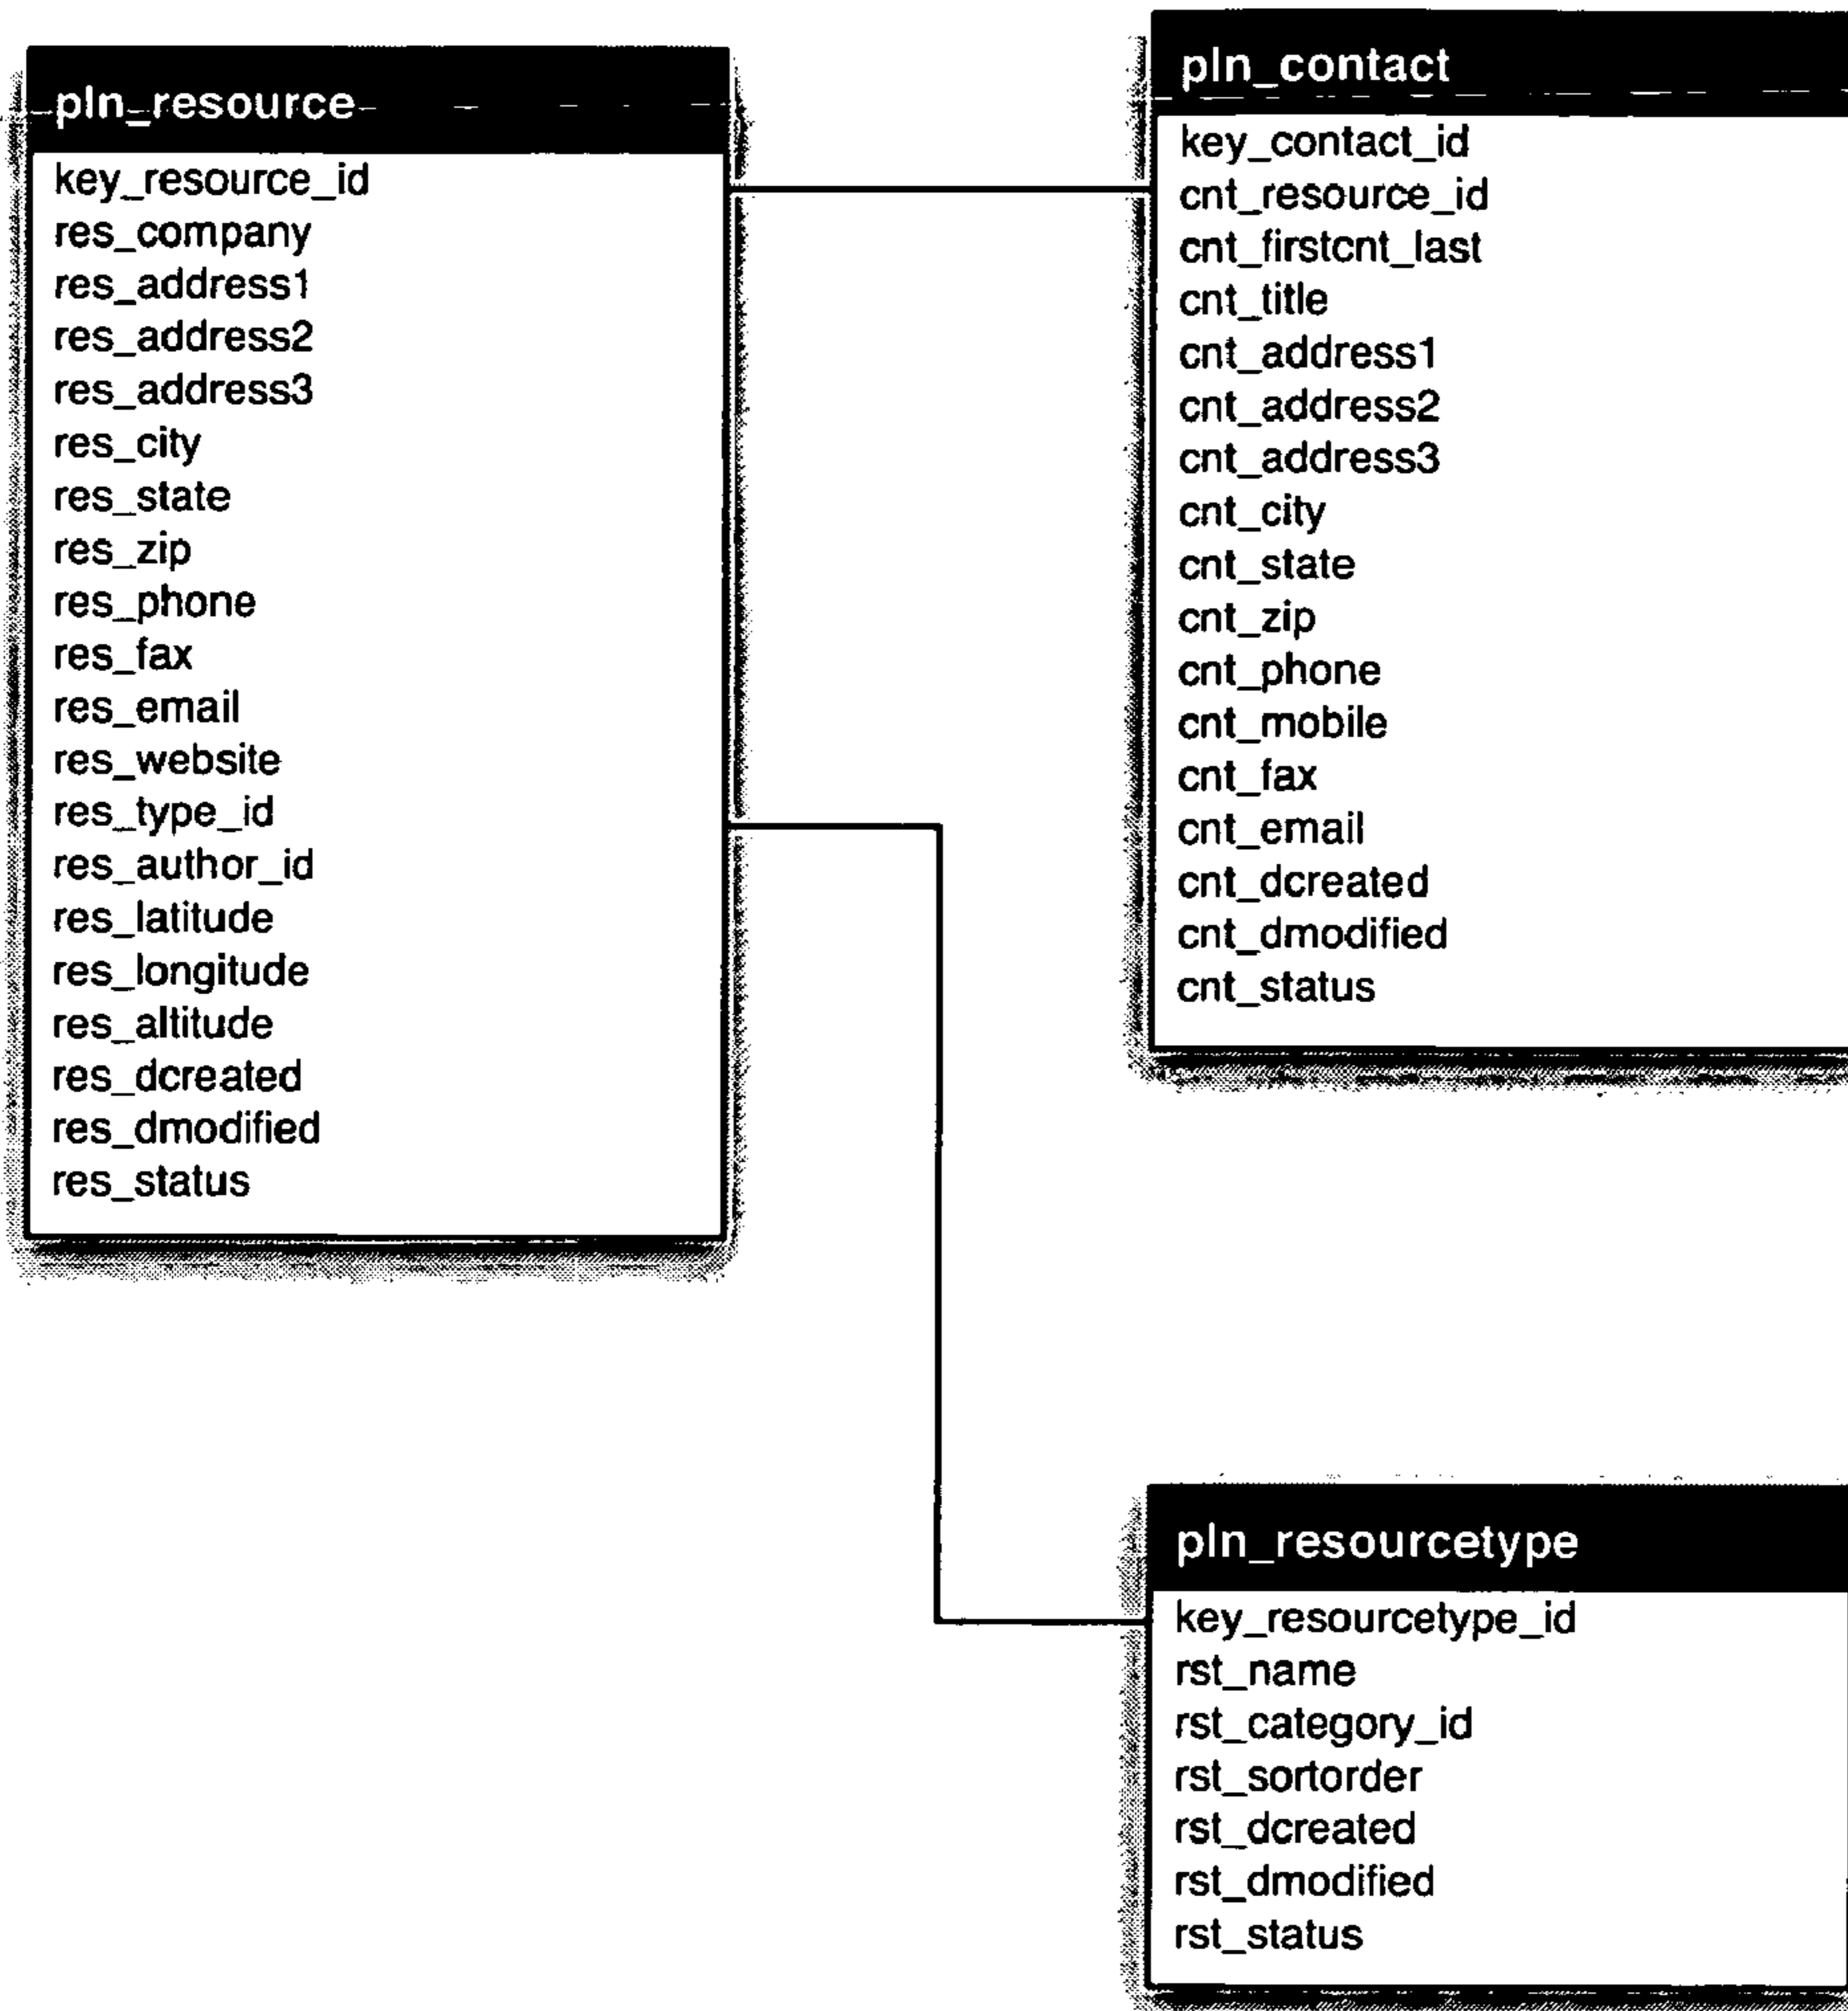 pln_resource
key_resource_id
res_company
res_address1
res_address2
res_address3
res_city
res_state
res_zip
res_phone
res_fax
res_email
res_website
res_type_id
res_author_id
res_latitude
res_longitude
res_altitude
res_dcreated
res_dmodified
res_status
pln_contact
key_contact_id
cnt_resource_id
cnt_firstcnt_last
cnt_title
cnt_address1
cnt_address2
cnt_address3
cnt_city
cnt_state
cnt_zip
cnt_phone
cnt_mobile
cnt_fax
cnt_email
cnt_dcreated
cnt_dmodified
cnt_status
pln_resourcetype
key_resourcetype_id
rst_name
rst_category_id
rst_sortorder
rst_dcreated
rst_dmodified
rst_status